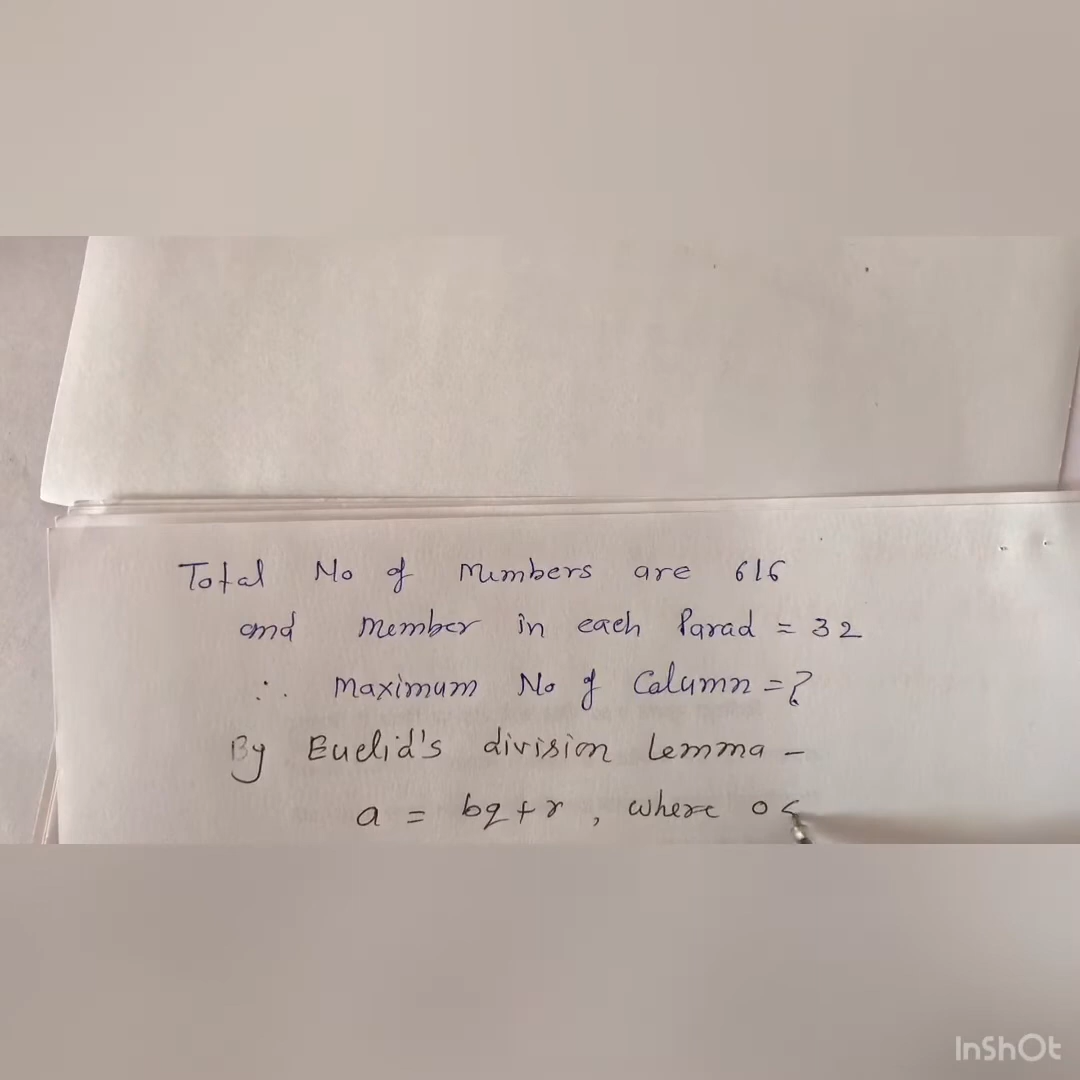 Total No of members are 616
and member in each Parad = 32
∴ Maximum No of Calumn = ?
By Euclid's division Lemma -
a = bq + r , where 0 ≤
InShOt